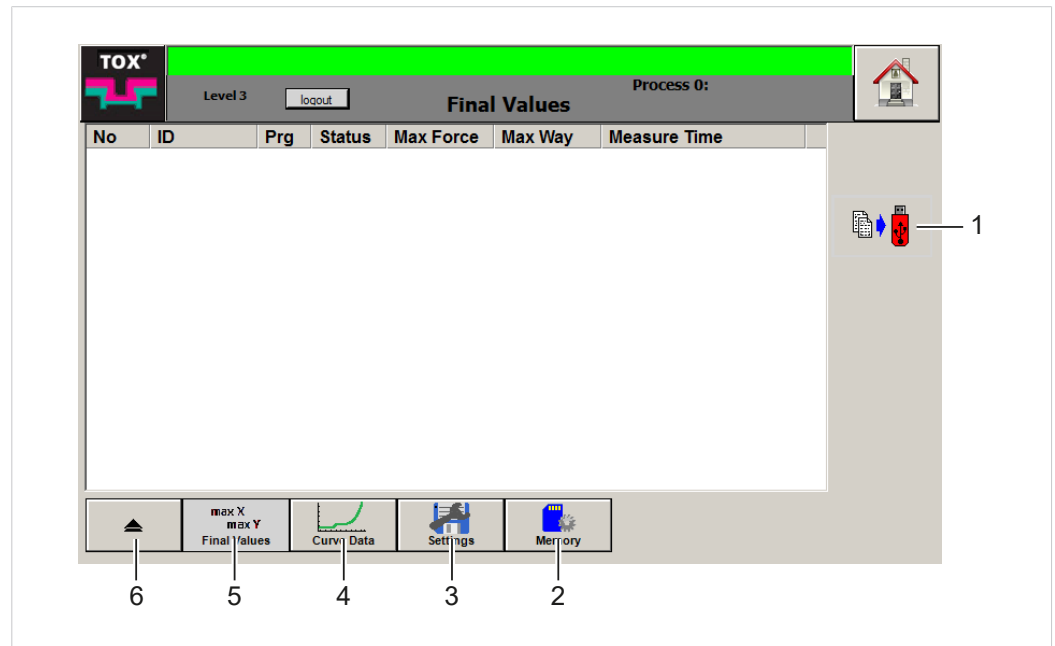 TOX®
Level 3 logout Final Values Process 0:
No ID Prg Status Max Force Max Way Measure Time
1
max X
max Y
Final Values Curve Data Settings Memory
6 5 4 3 2